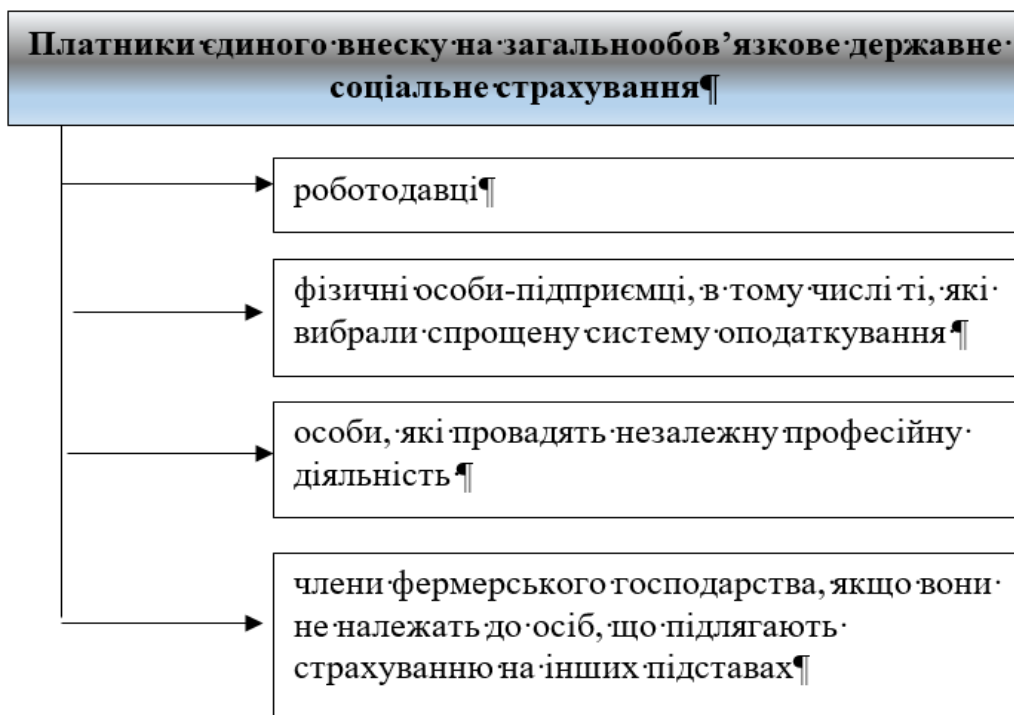 Платники єдиного внеску на загальнообов’язкове державне
соціальне страхування¶
роботодавці¶
фізичні особи-підприємці, в тому числі ті, які
вибрали спрощену систему оподаткування¶
особи, які провадять незалежну професійну
діяльність¶
члени фермерського господарства, якщо вони
не належать до осіб, що підлягають
страхуванню на інших підставах¶